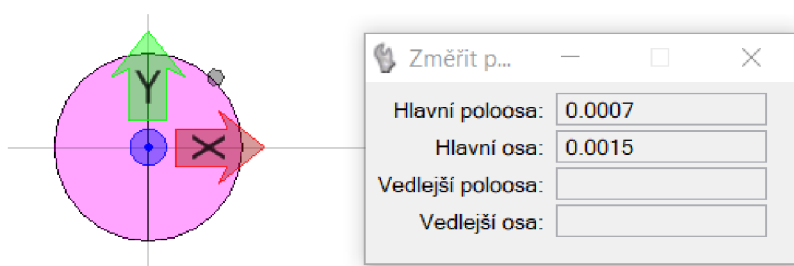 Y
X
Změřit p...
Hlavní poloosa: 0.0007
Hlavní osa: 0.0015
Vedlejší poloosa:
Vedlejší osa: